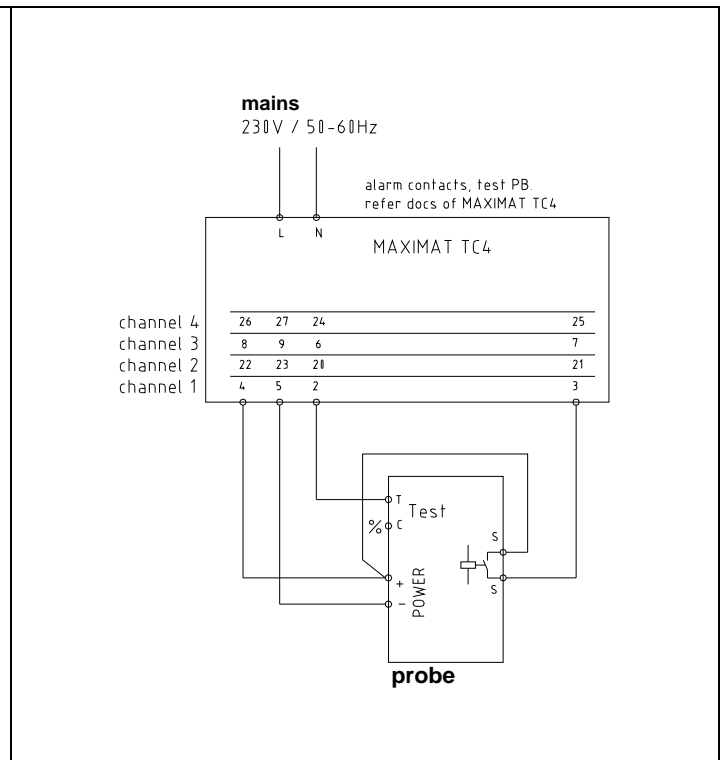 mains
230V / 50-60Hz
alarm contacts, test PB.
refer docs of MAXIMAT TC4
L N
MAXIMAT TC4
channel 4 26 27 24 25
channel 3 8 9 6 7
channel 2 22 23 20 21
channel 1 4 5 2 3
T
Test
% C
S
+
POWER
S
-
probe